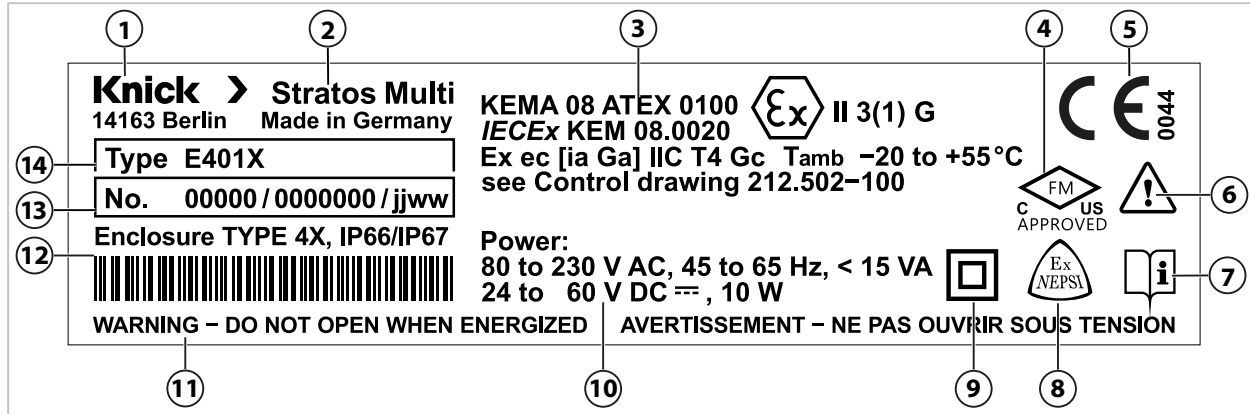 1 2 3 4 5
Knick > Stratos Multi
14163 Berlin Made in Germany
Type E401X
No. 00000 / 0000000 / jjww
Enclosure TYPE 4X, IP66/IP67
KEMA 08 ATEX 0100 Ex II 3(1) G
IECEx KEM 08.0020
Ex ec [ia Ga] IIC T4 Gc Tamb −20 to +55°C
see Control drawing 212.502−100
Power:
80 to 230 V AC, 45 to 65 Hz, < 15 VA
24 to 60 V DC ⎓ , 10 W
CE 0044
FM
C US
APPROVED
Ex
NEPSI
i
WARNING − DO NOT OPEN WHEN ENERGIZED AVERTISSEMENT − NE PAS OUVRIR SOUS TENSION
14
13
12
6
7
11 10 9 8